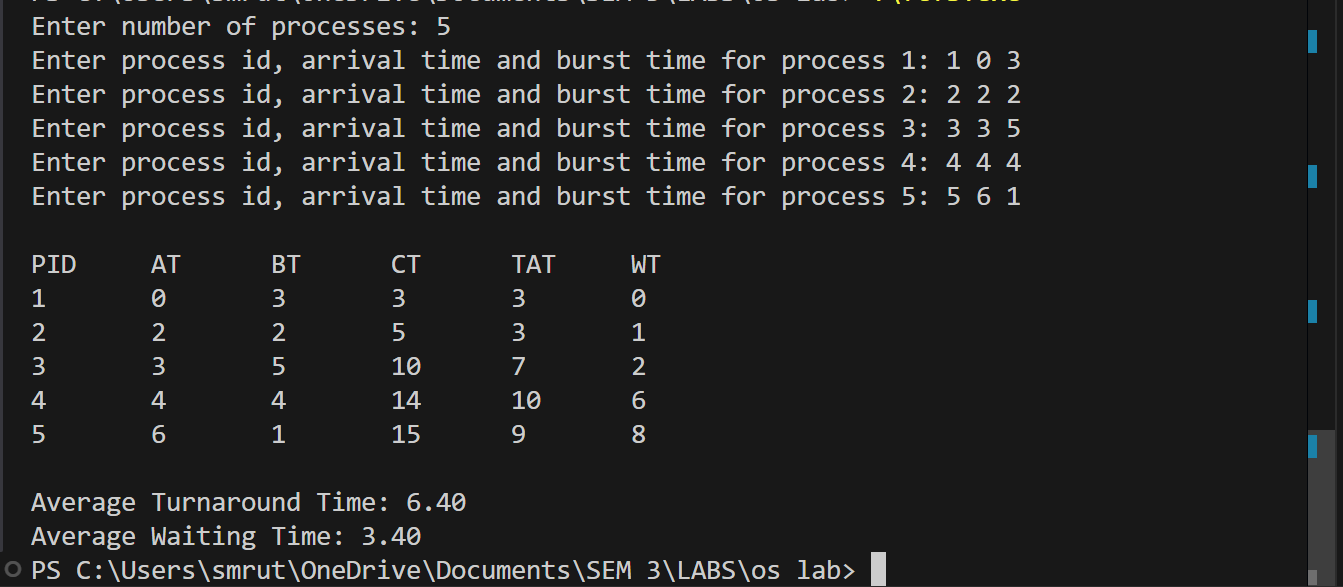 Enter number of processes: 5
Enter process id, arrival time and burst time for process 1: 1 0 3
Enter process id, arrival time and burst time for process 2: 2 2 2
Enter process id, arrival time and burst time for process 3: 3 3 5
Enter process id, arrival time and burst time for process 4: 4 4 4
Enter process id, arrival time and burst time for process 5: 5 6 1
PID AT BT CT TAT WT
1 0 3 3 3 0
2 2 2 5 3 1
3 3 5 10 7 2
4 4 4 14 10 6
5 6 1 15 9 8
Average Turnaround Time: 6.40
Average Waiting Time: 3.40
PS C:\Users\smrut\OneDrive\Documents\SEM 3\LABS\os lab>